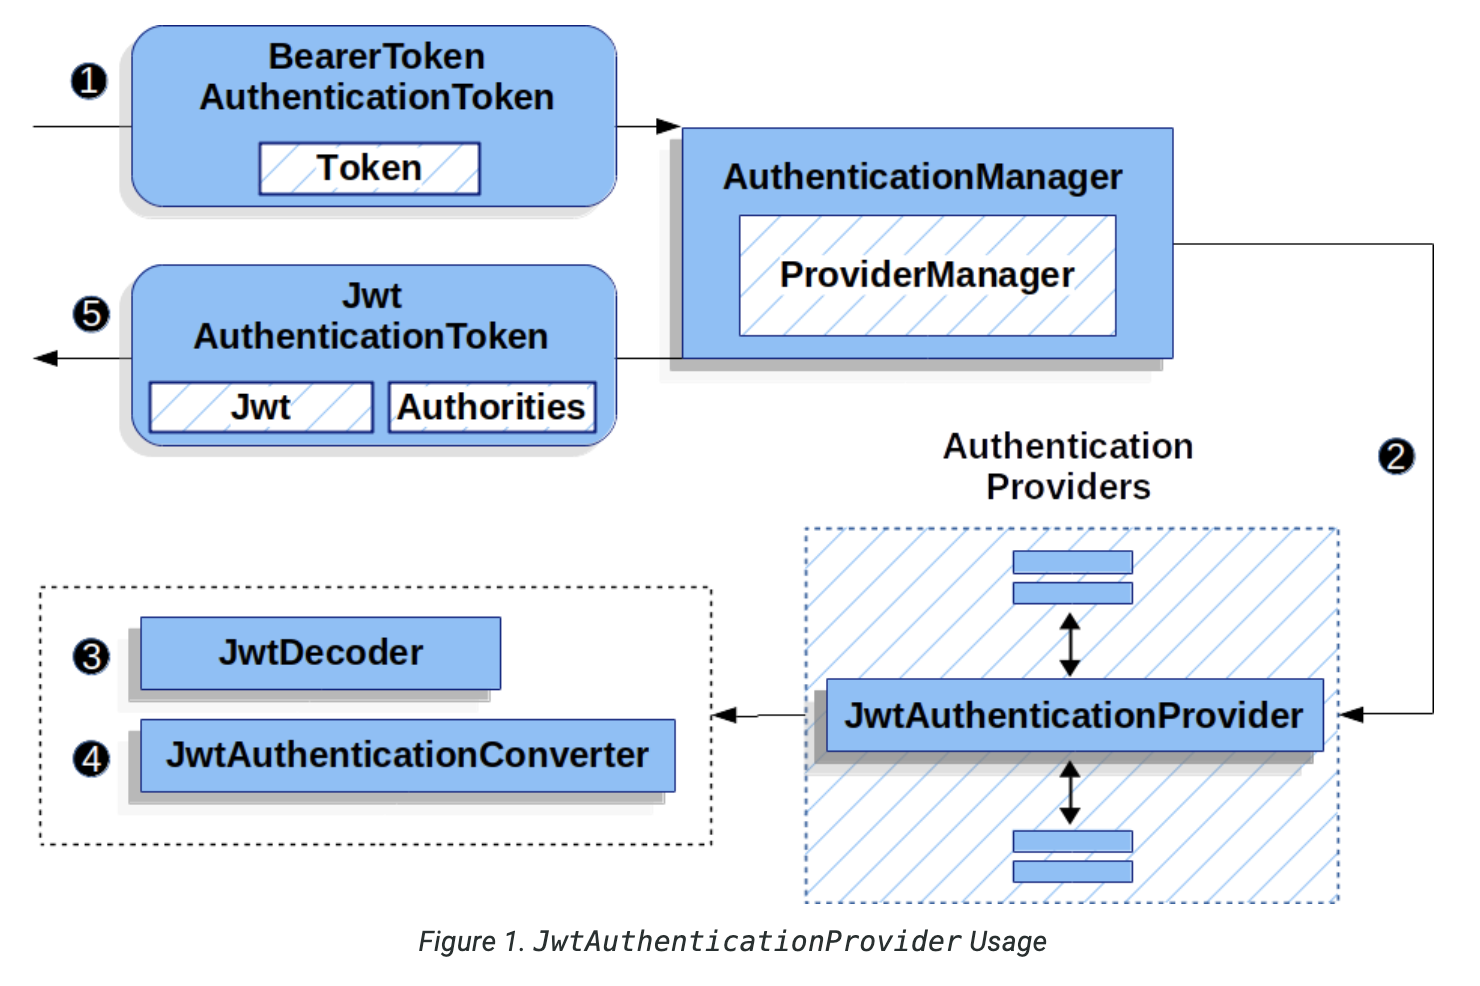 ❶
BearerToken
AuthenticationToken
Token
AuthenticationManager
ProviderManager
❺
Jwt
AuthenticationToken
Jwt
Authorities
❷
Authentication
Providers
❸
JwtDecoder
❹
JwtAuthenticationConverter
JwtAuthenticationProvider
Figure 1. JwtAuthenticationProvider Usage